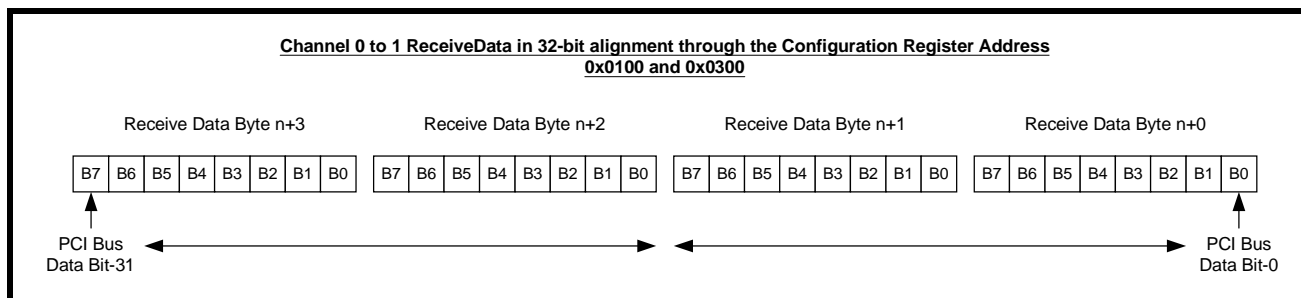 Channel 0 to 1 ReceiveData in 32-bit alignment through the Configuration Register Address
0x0100 and 0x0300
Receive Data Byte n+3 Receive Data Byte n+2 Receive Data Byte n+1 Receive Data Byte n+0
B7 B6 B5 B4 B3 B2 B1 B0 B7 B6 B5 B4 B3 B2 B1 B0 B7 B6 B5 B4 B3 B2 B1 B0 B7 B6 B5 B4 B3 B2 B1 B0
PCI Bus PCI Bus
Data Bit-31 Data Bit-0